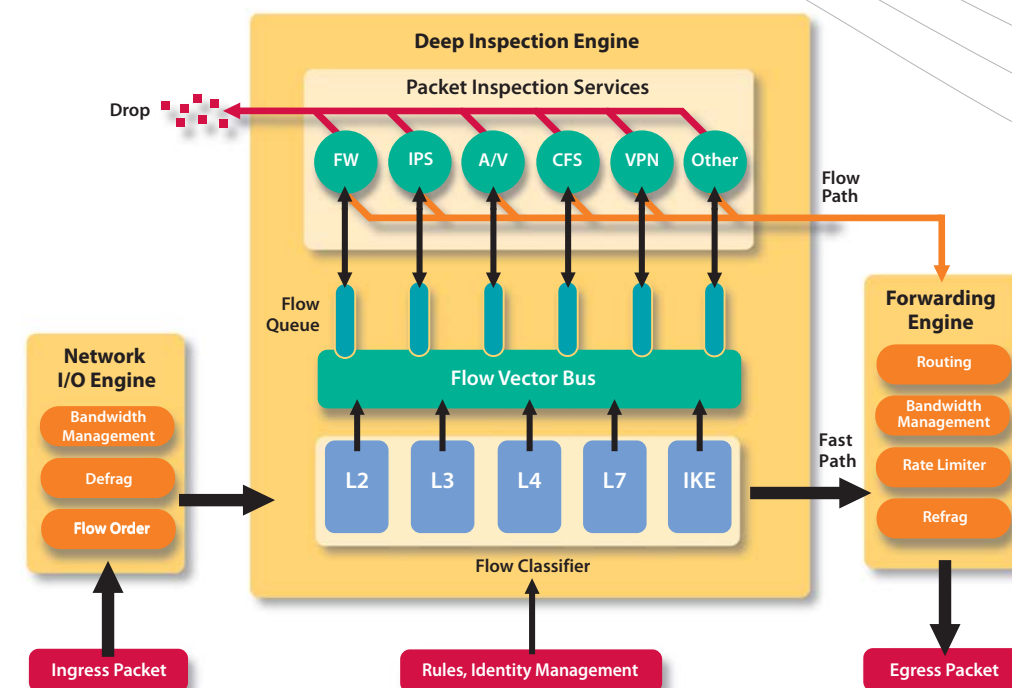 Deep Inspection Engine
Packet Inspection Services
Drop
FW
IPS
A/V
CFS
VPN
Other
Flow
Path
Flow
Queue
Flow Vector Bus
L2
L3
L4
L7
IKE
Flow Classifier
Network
I/O Engine
Bandwidth
Management
Defrag
Flow Order
Fast
Path
Forwarding
Engine
Routing
Bandwidth
Management
Rate Limiter
Refrag
Ingress Packet
Rules, Identity Management
Egress Packet